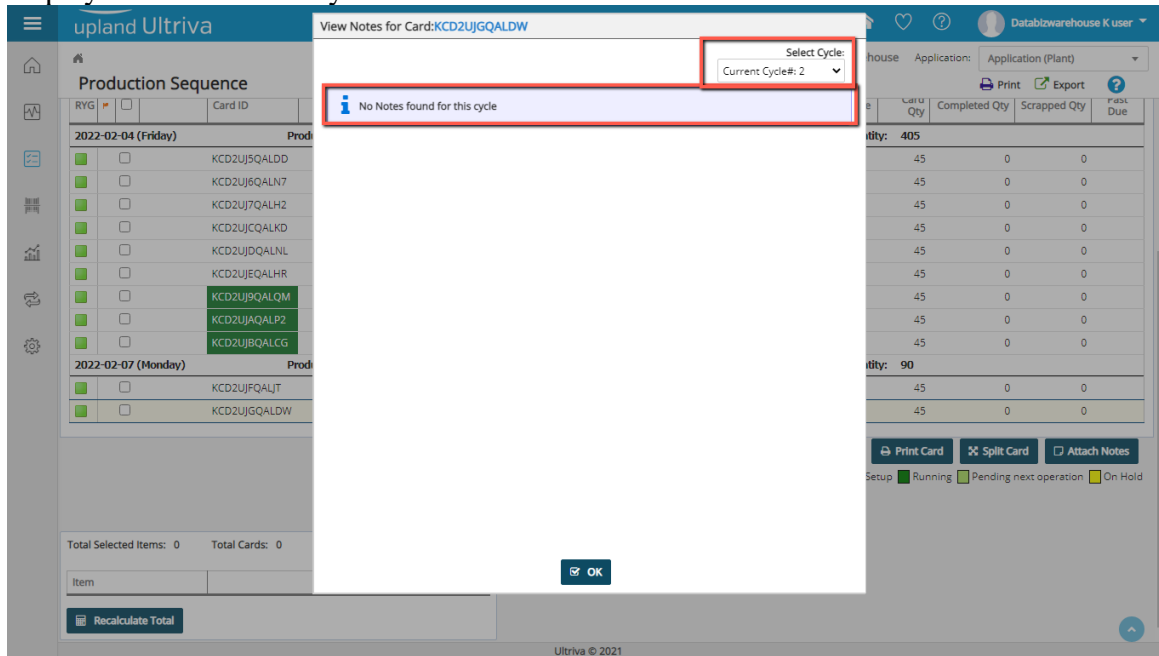 upland Ultriva
View Notes for Card:KCD2UJGQALDW
Databizwarehouse K user
Select Cycle:
Current Cycle#: 2
house Application: Application (Plant)
Production Sequence
Print Export
No Notes found for this cycle
RYG Card ID
Card Qty Completed Qty Scrapped Qty Past Due
2022-02-04 (Friday) Prod ntity: 405
KCD2UJ5QALDD 45 0 0
KCD2UJ6QALN7 45 0 0
KCD2UJ7QALH2 45 0 0
KCD2UJCQALKD 45 0 0
KCD2UJDQALNL 45 0 0
KCD2UJEQALHR 45 0 0
KCD2UJ9QALQM 45 0 0
KCD2UJAQALP2 45 0 0
KCD2UJBQALCG 45 0 0
2022-02-07 (Monday) Prod ntity: 90
KCD2UJFQALJT 45 0 0
KCD2UJGQALDW 45 0 0
Print Card Split Card Attach Notes
Setup Running Pending next operation On Hold
Total Selected Items: 0 Total Cards: 0
OK
Item
Recalculate Total
Ultriva © 2021